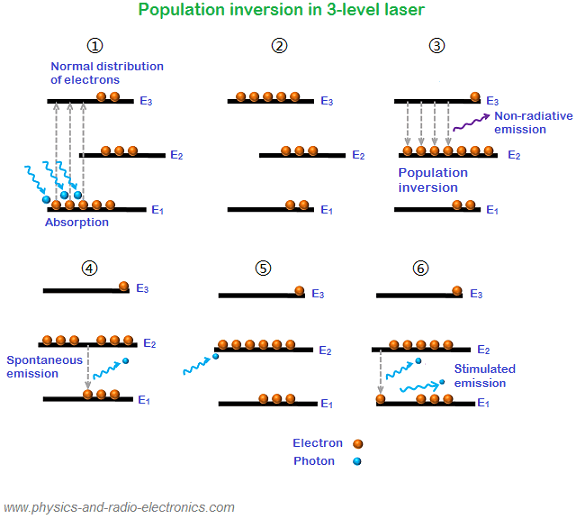 Population inversion in 3-level laser
①
②
③
Normal distribution
of electrons
E3
E3
E3
Non-radiative
emission
E2
E2
E2
Population
inversion
E1
E1
E1
Absorption
④
⑤
⑥
E3
E3
E3
E2
E2
E2
Spontaneous
emission
Stimulated
emission
E1
E1
E1
Electron
Photon
www.physics-and-radio-electronics.com